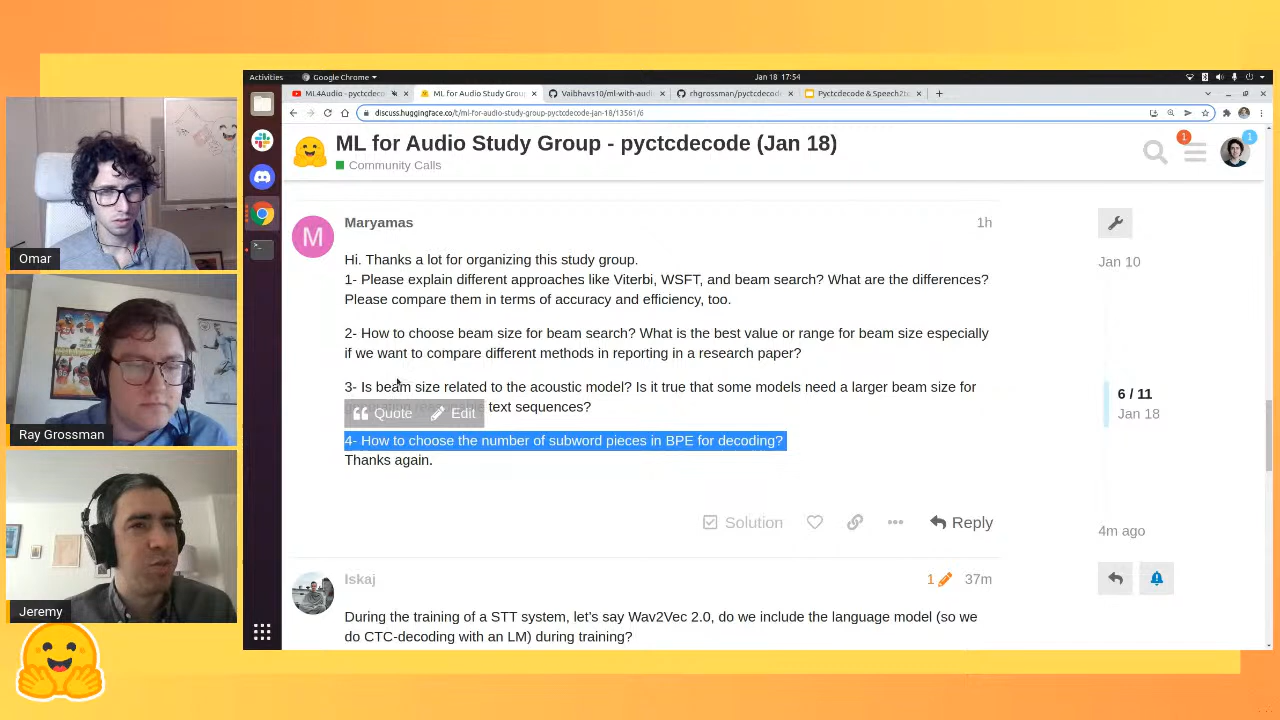 Activities
Google Chrome
Jan 18 17:54
ML4Audio - pyctcdeco
ML for Audio Study Grou
Vaibhavs10/ml-with-audi
rhgrossman/pyctcdecode
Pyctcdecode & Speech2t
discuss.huggingface.co/t/ml-for-audio-study-group-pyctcdecode-jan-18/13561/6
ML for Audio Study Group - pyctcdecode (Jan 18)
Community Calls
1
1
M
Maryamas
1h
Hi. Thanks a lot for organizing this study group.
1- Please explain different approaches like Viterbi, WSFT, and beam search? What are the differences?
Please compare them in terms of accuracy and efficiency, too.
2- How to choose beam size for beam search? What is the best value or range for beam size especially
if we want to compare different methods in reporting in a research paper?
3- Is beam size related to the acoustic model? Is it true that some models need a larger beam size for
text sequences?
Quote
Edit
4- How to choose the number of subword pieces in BPE for decoding?
Thanks again.
Solution
Reply
Jan 10
6 / 11
Jan 18
4m ago
Iskaj
1
37m
During the training of a STT system, let's say Wav2Vec 2.0, do we include the language model (so we
do CTC-decoding with an LM) during training?
Omar
Ray Grossman
Jeremy